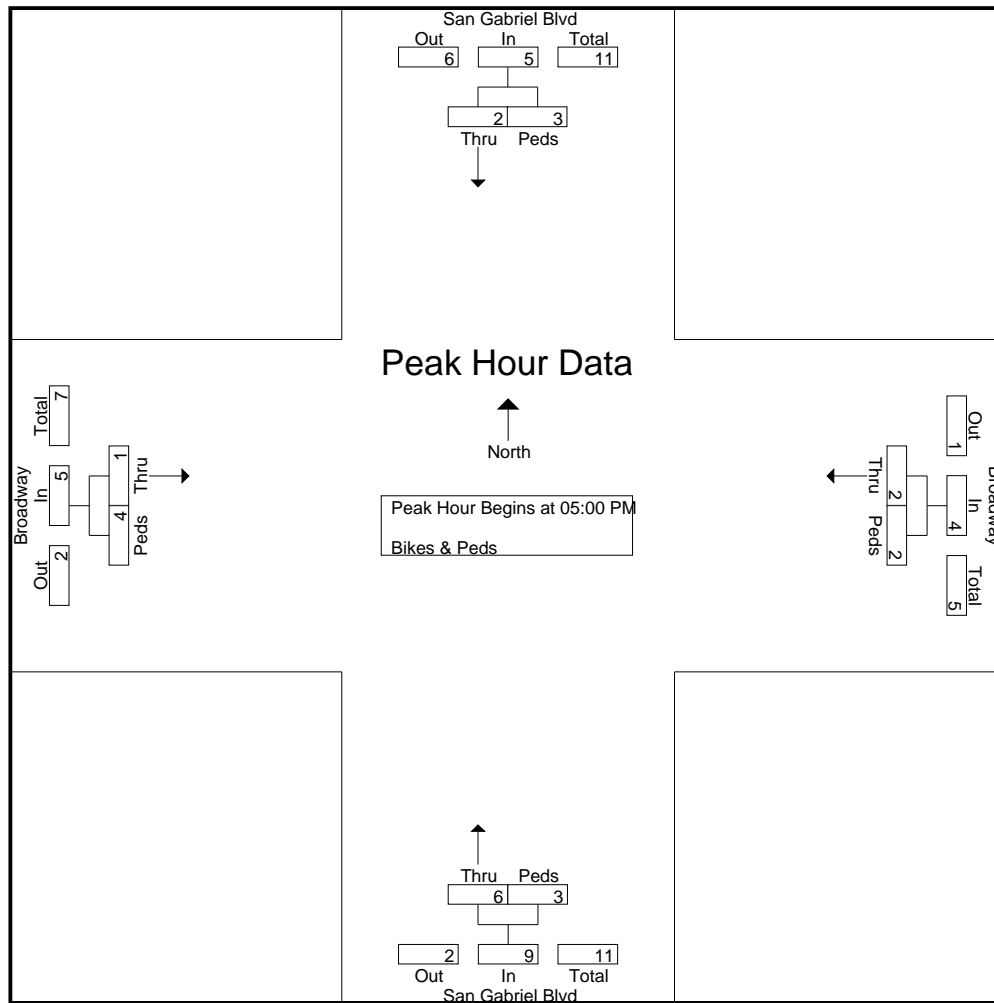 San Gabriel Blvd
Out In Total
6 5 11
2 3
Thru Peds
Peak Hour Data
North
Peak Hour Begins at 05:00 PM
Bikes & Peds
Broadway
Out In Total
2 5 7
Peds Thru
4 1
Broadway
Out In Total
1 4 5
Thru Peds
2 2
Thru Peds
6 3
2 9 11
Out In Total
San Gabriel Blvd